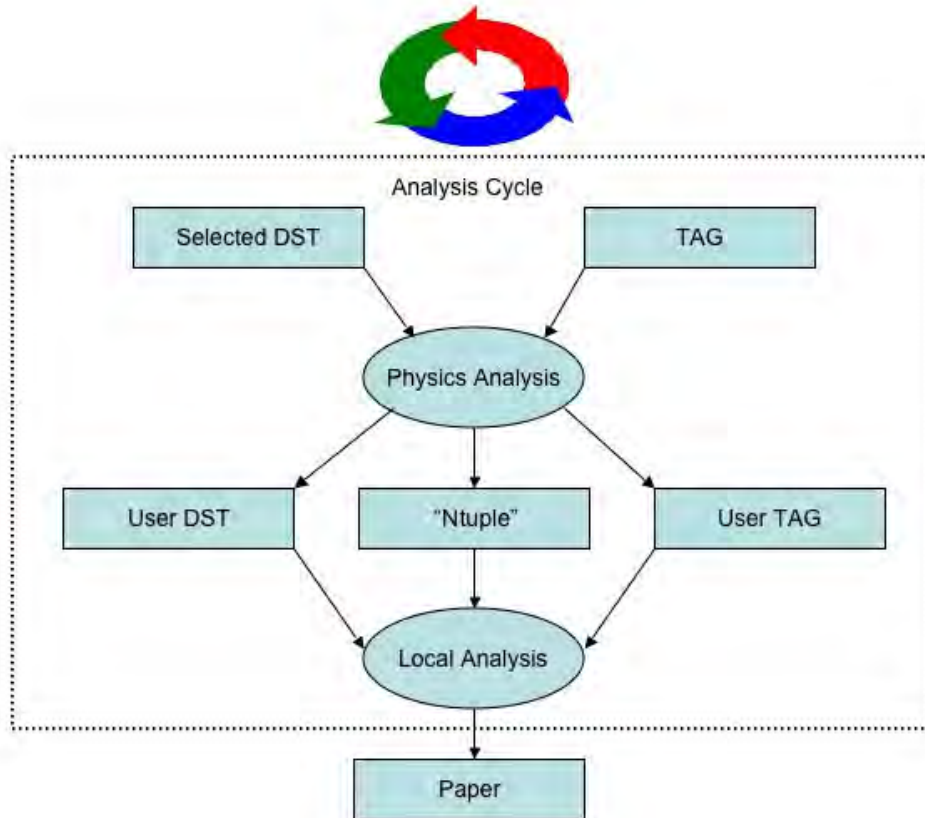 Analysis Cycle
Selected DST
TAG
Physics Analysis
User DST
“Ntuple”
User TAG
Local Analysis
Paper